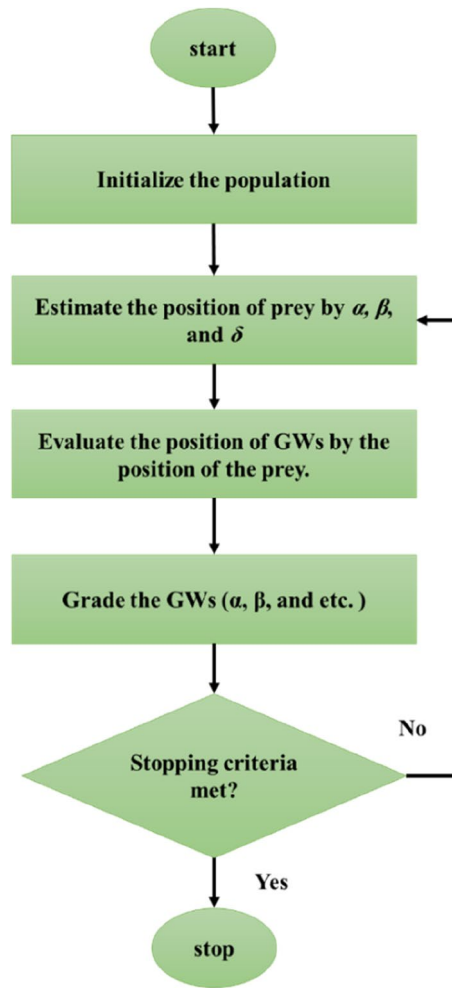 start
Initialize the population
Estimate the position of prey by α, β,
and δ
Evaluate the position of GWs by the
position of the prey.
Grade the GWs (α, β, and etc. )
Stopping criteria
met?
No
Yes
stop